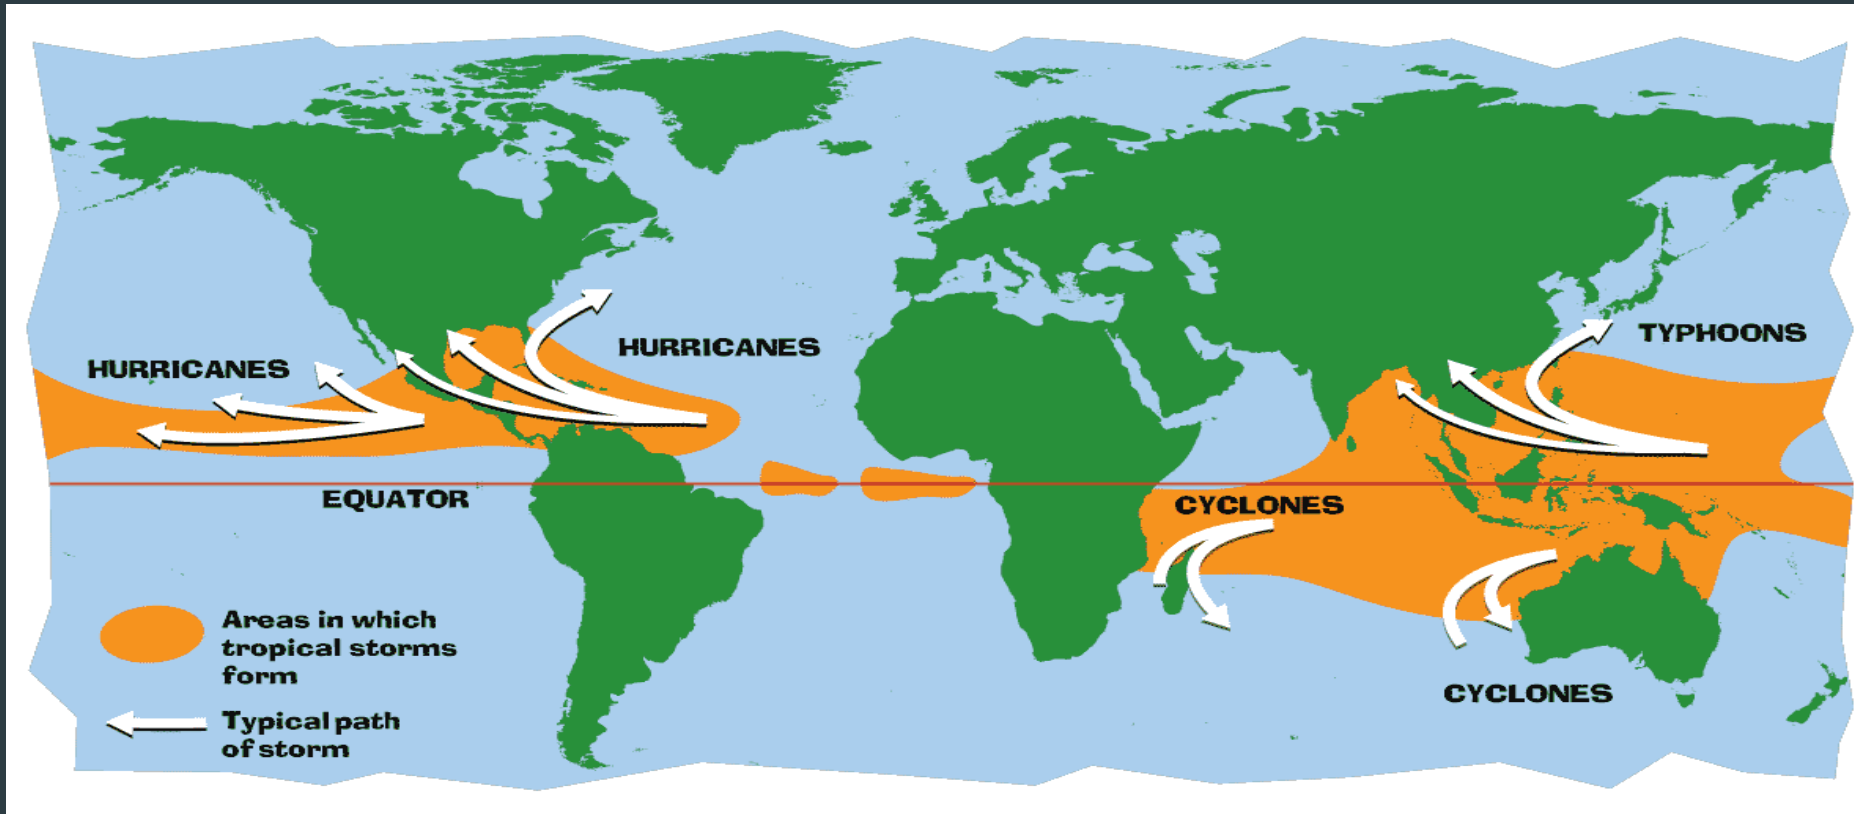 HURRICANES
HURRICANES
TYPHOONS
EQUATOR
CYCLONES
CYCLONES
Areas in which
tropical storms
form
Typical path
of storm